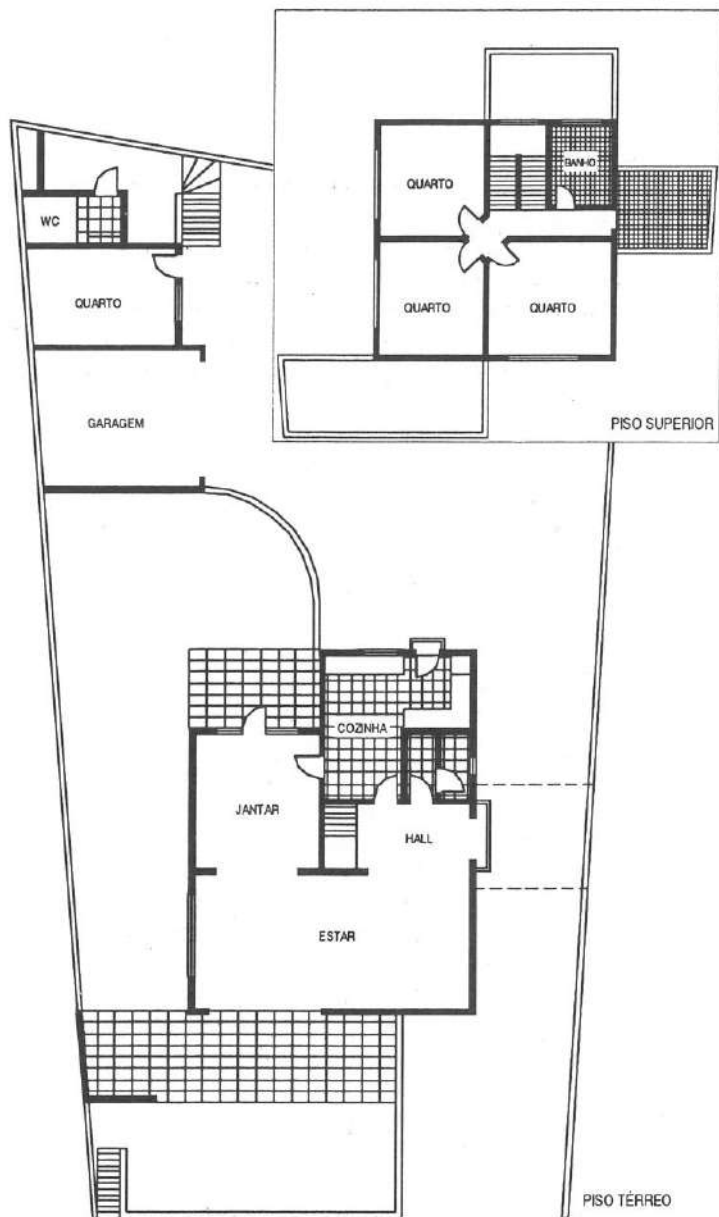 QUARTO
BANHO
QUARTO
QUARTO
PISO SUPERIOR
WC
QUARTO
GARAGEM
COZINHA
JANTAR
HALL
ESTAR
PISO TÉRREO